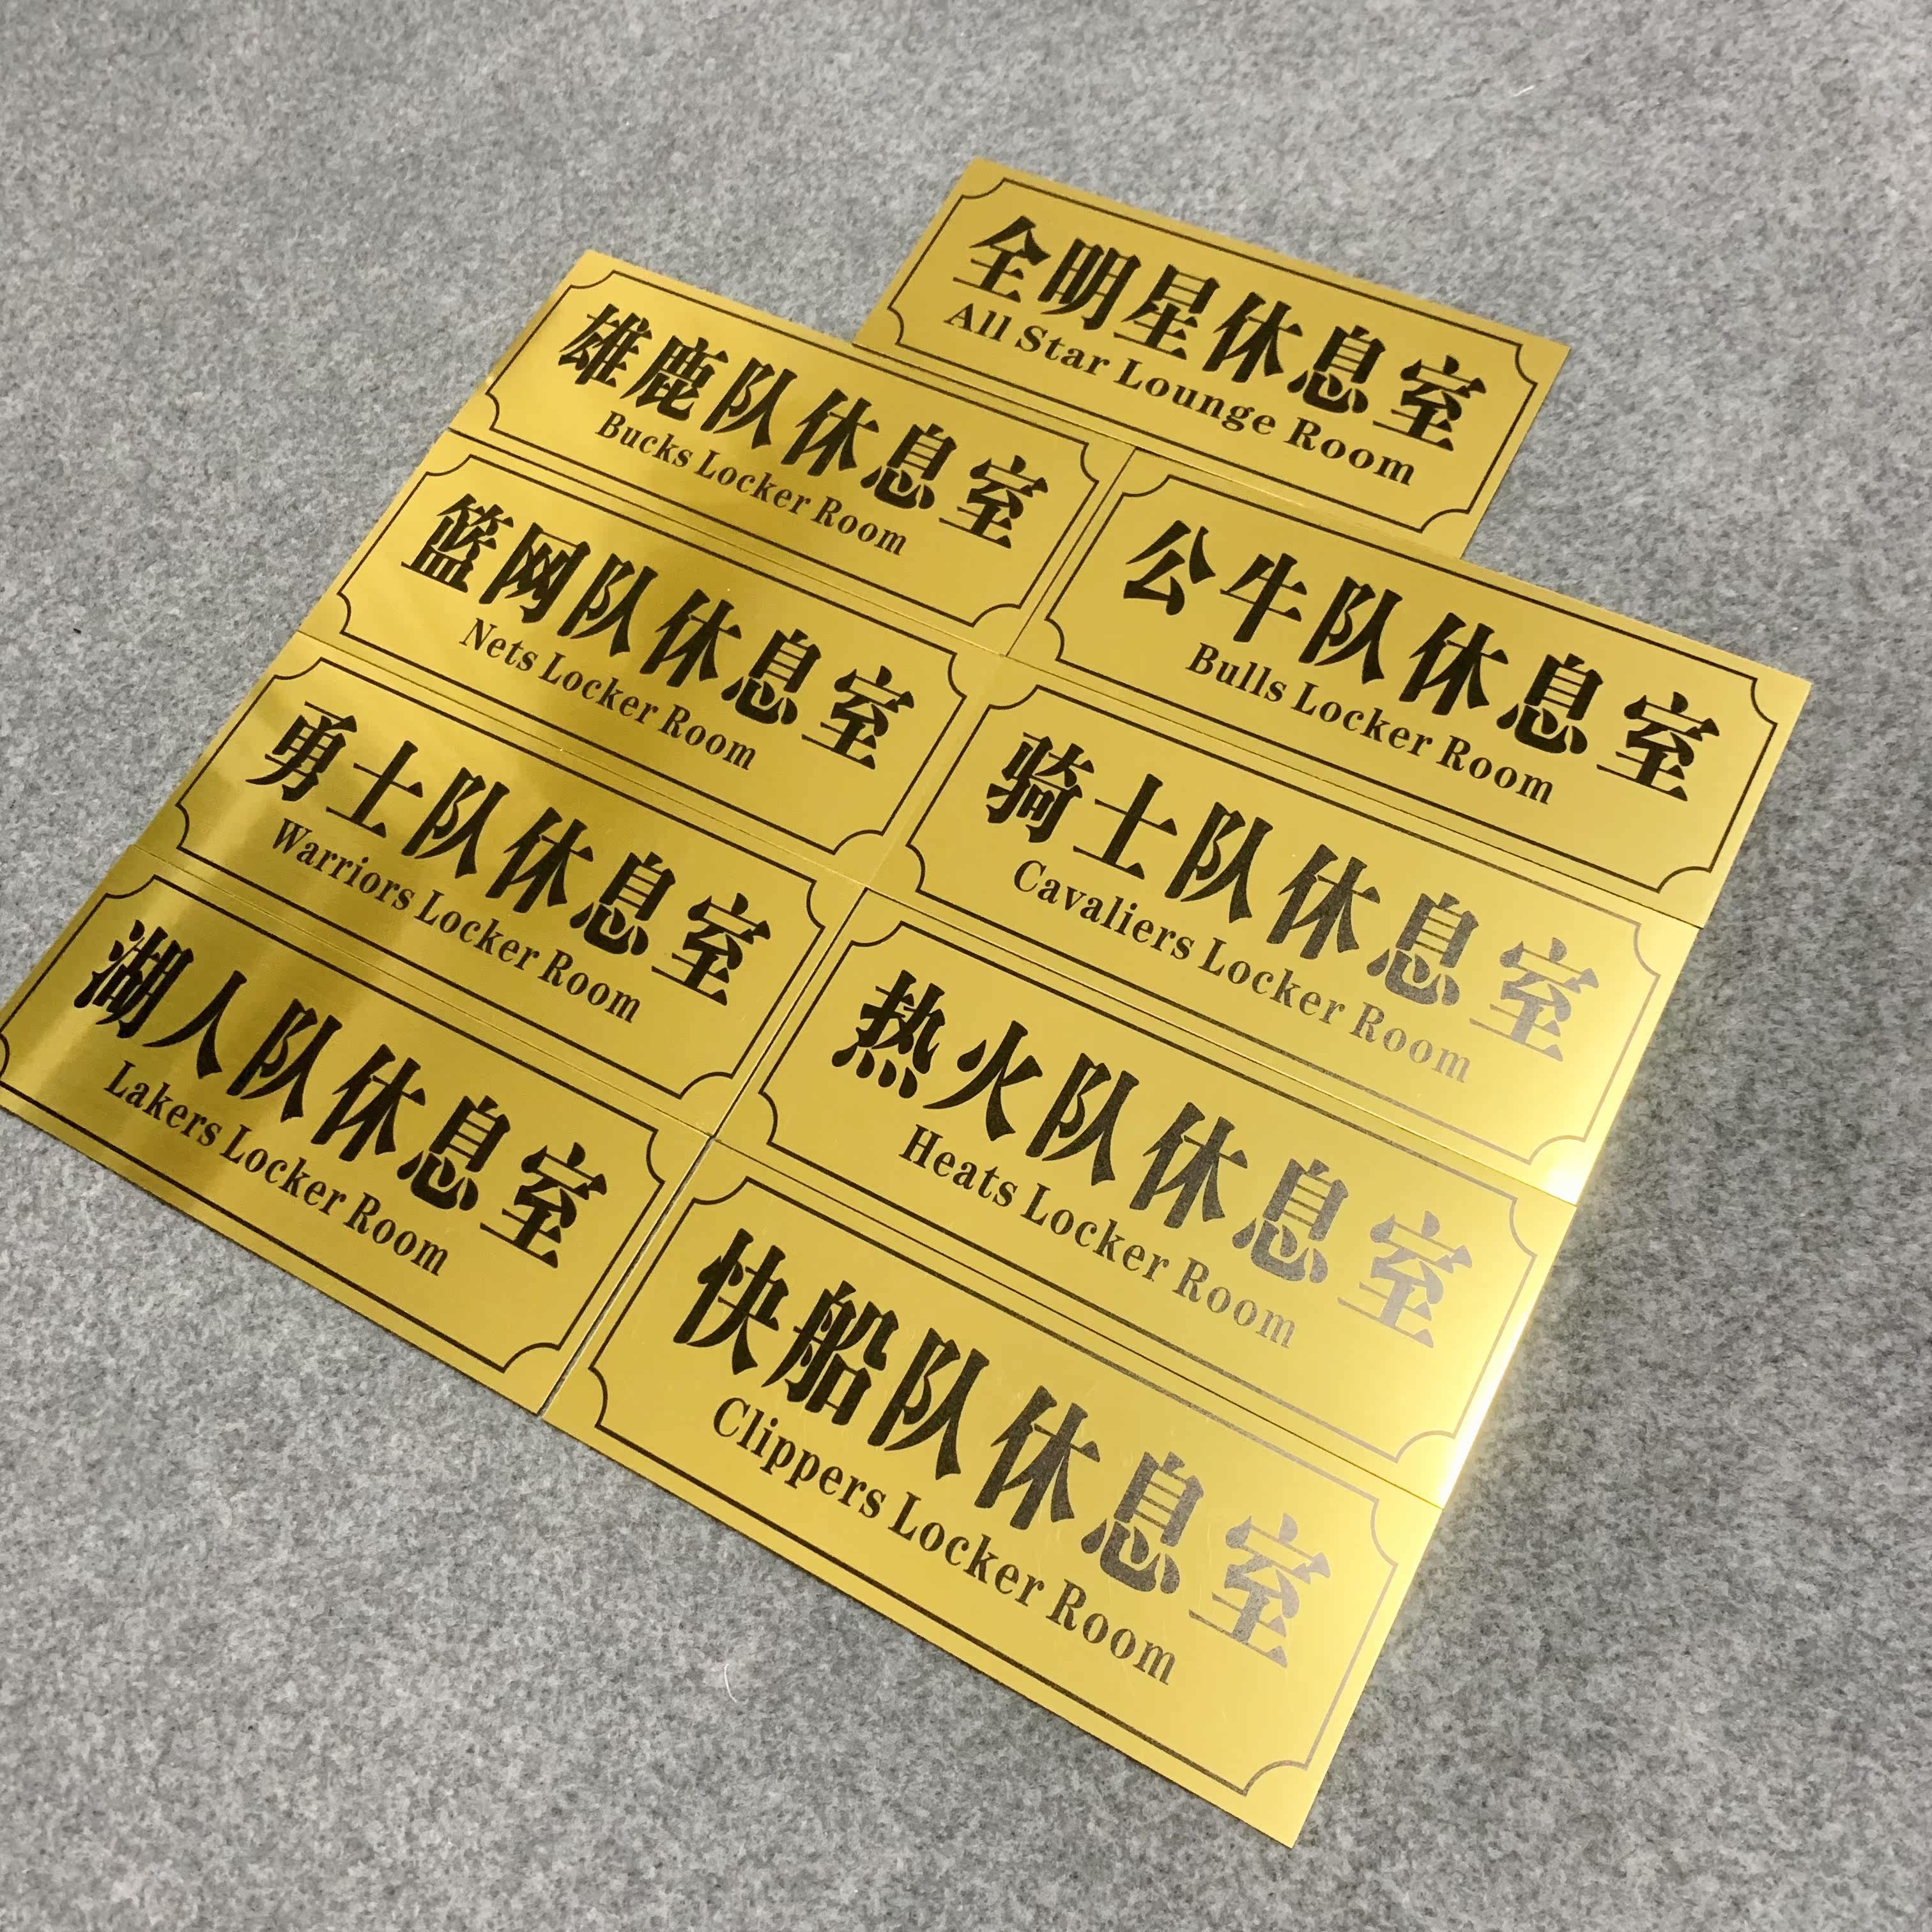 全明星休息室
All Star Lounge Room
雄鹿队休息室
Bucks Locker Room
公牛队休息室
Bulls Locker Room
篮网队休息室
Nets Locker Room
骑士队休息室
Cavaliers Locker Room
勇士队休息室
Warriors Locker Room
热火队休息室
Heats Locker Room
湖人队休息室
Lakers Locker Room
快船队休息室
Clippers Locker Room